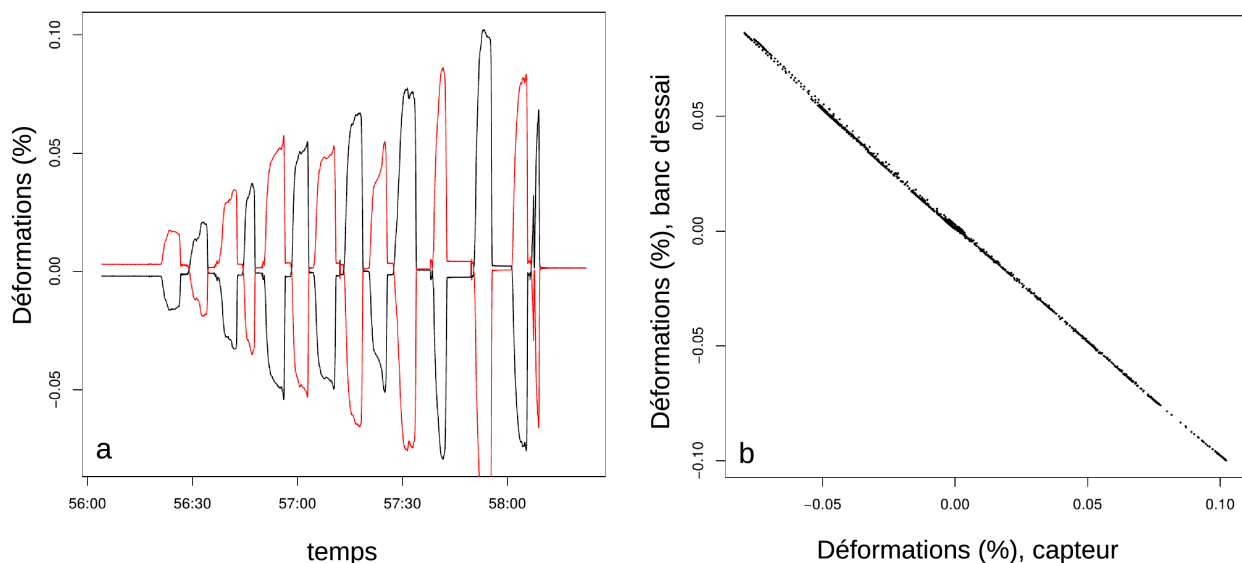 Déformations (%)
0.10
0.05
0.00
−0.05
a
56:00 56:30 57:00 57:30 58:00
temps
Déformations (%), banc d'essai
0.05
0.00
−0.05
−0.10
b
−0.05 0.00 0.05 0.10
Déformations (%), capteur